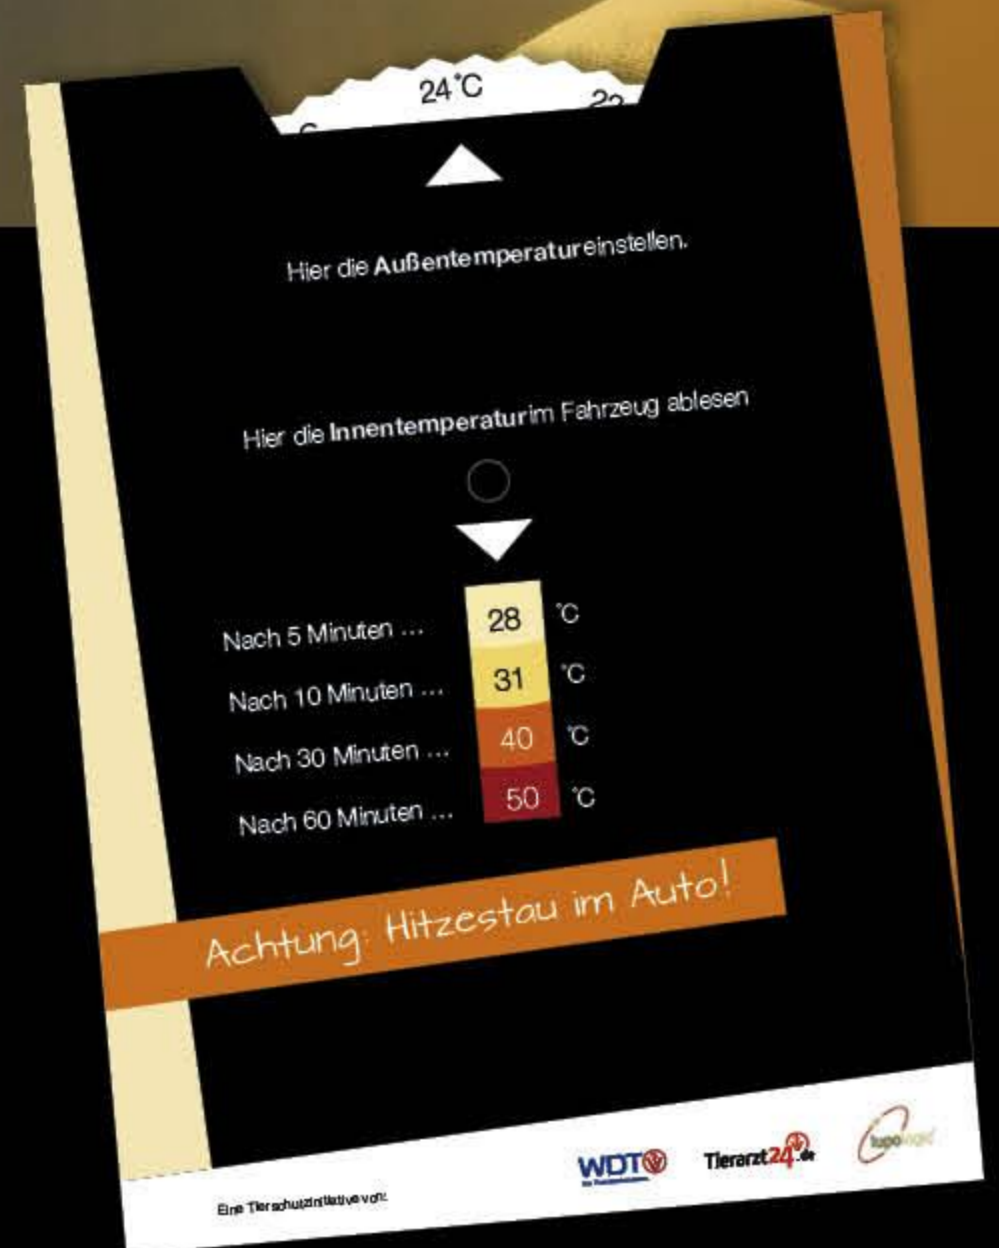 24°C
Hier die Außentemperatur einstellen.
Hier die Innentemperatur im Fahrzeug ablesen
Nach 5 Minuten ... 28 °C
Nach 10 Minuten ... 31 °C
Nach 30 Minuten ... 40 °C
Nach 60 Minuten ... 50 °C
Achtung: Hitzestau im Auto!
Eine Tierschutzinitiative von:
WDT
Tierarzt24.de